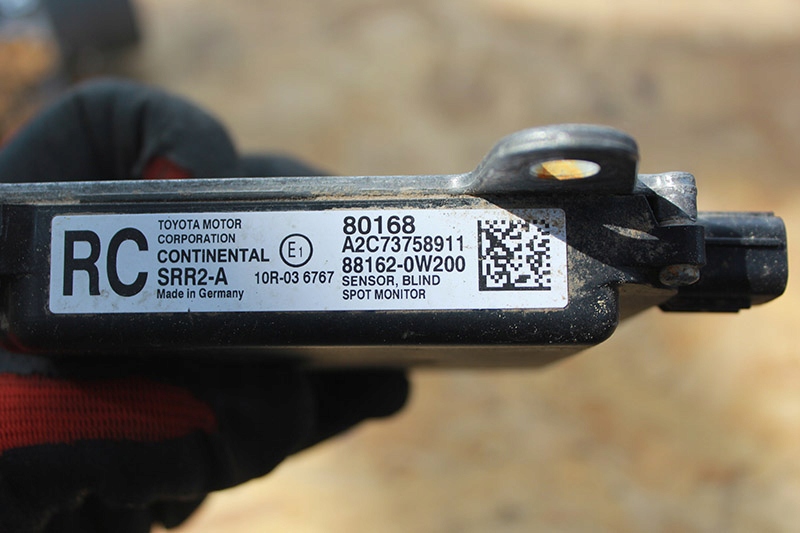 RC
TOYOTA MOTOR
CORPORATION
CONTINENTAL
SRR2-A
Made in Germany
E1
10R-03 6767
80168
A2C73758911
88162-0W200
SENSOR, BLIND
SPOT MONITOR